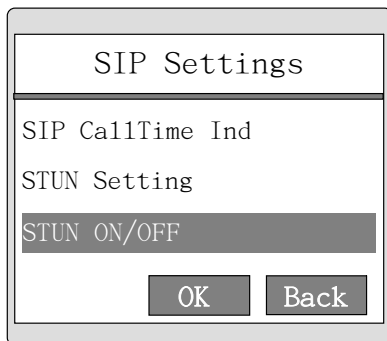 SIP Settings
SIP CallTime Ind
STUN Setting
STUN ON/OFF
OK Back